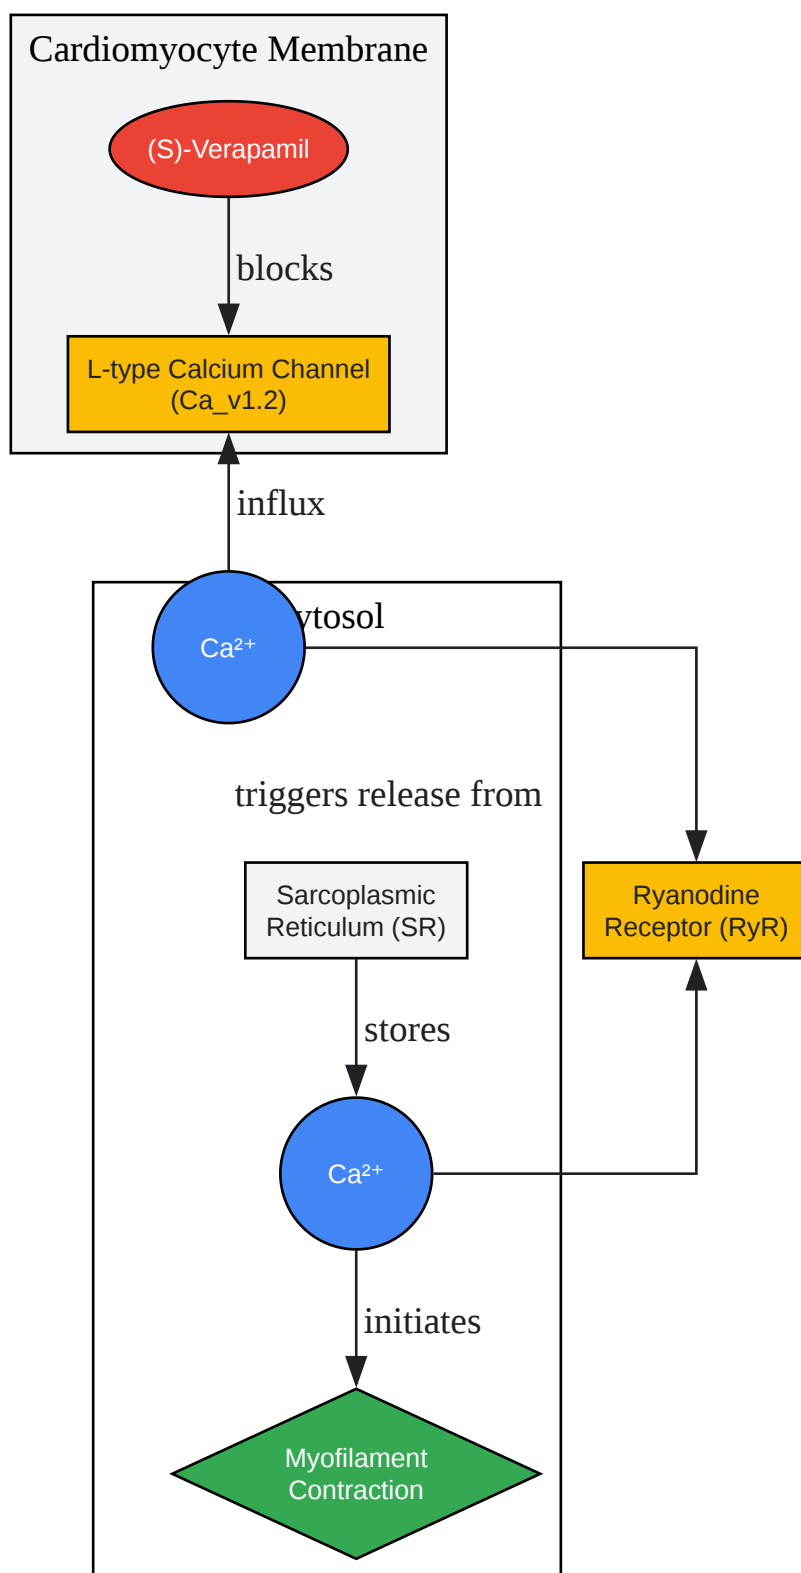 Cardiomyocyte Membrane
(S)-Verapamil
blocks
L-type Calcium Channel
(Ca_v1.2)
influx
ytosol
Ca²⁺
triggers release from
Sarcoplasmic
Reticulum (SR)
Ryanodine
Receptor (RyR)
stores
Ca²⁺
initiates
Myofilament
Contraction